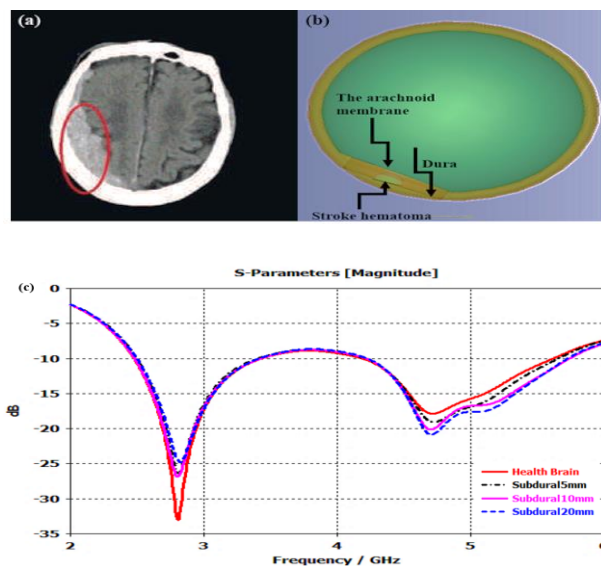 (a)
(b)
The arachnoid
membrane
Dura
Stroke hematoma
S-Parameters [Magnitude]
(c)
0
-5
-10
-15
-20
-25
-30
-35
dB
2
3
4
5
6
Frequency / GHz
Health Brain
Subdural5mm
Subdural10mm
Subdural20mm